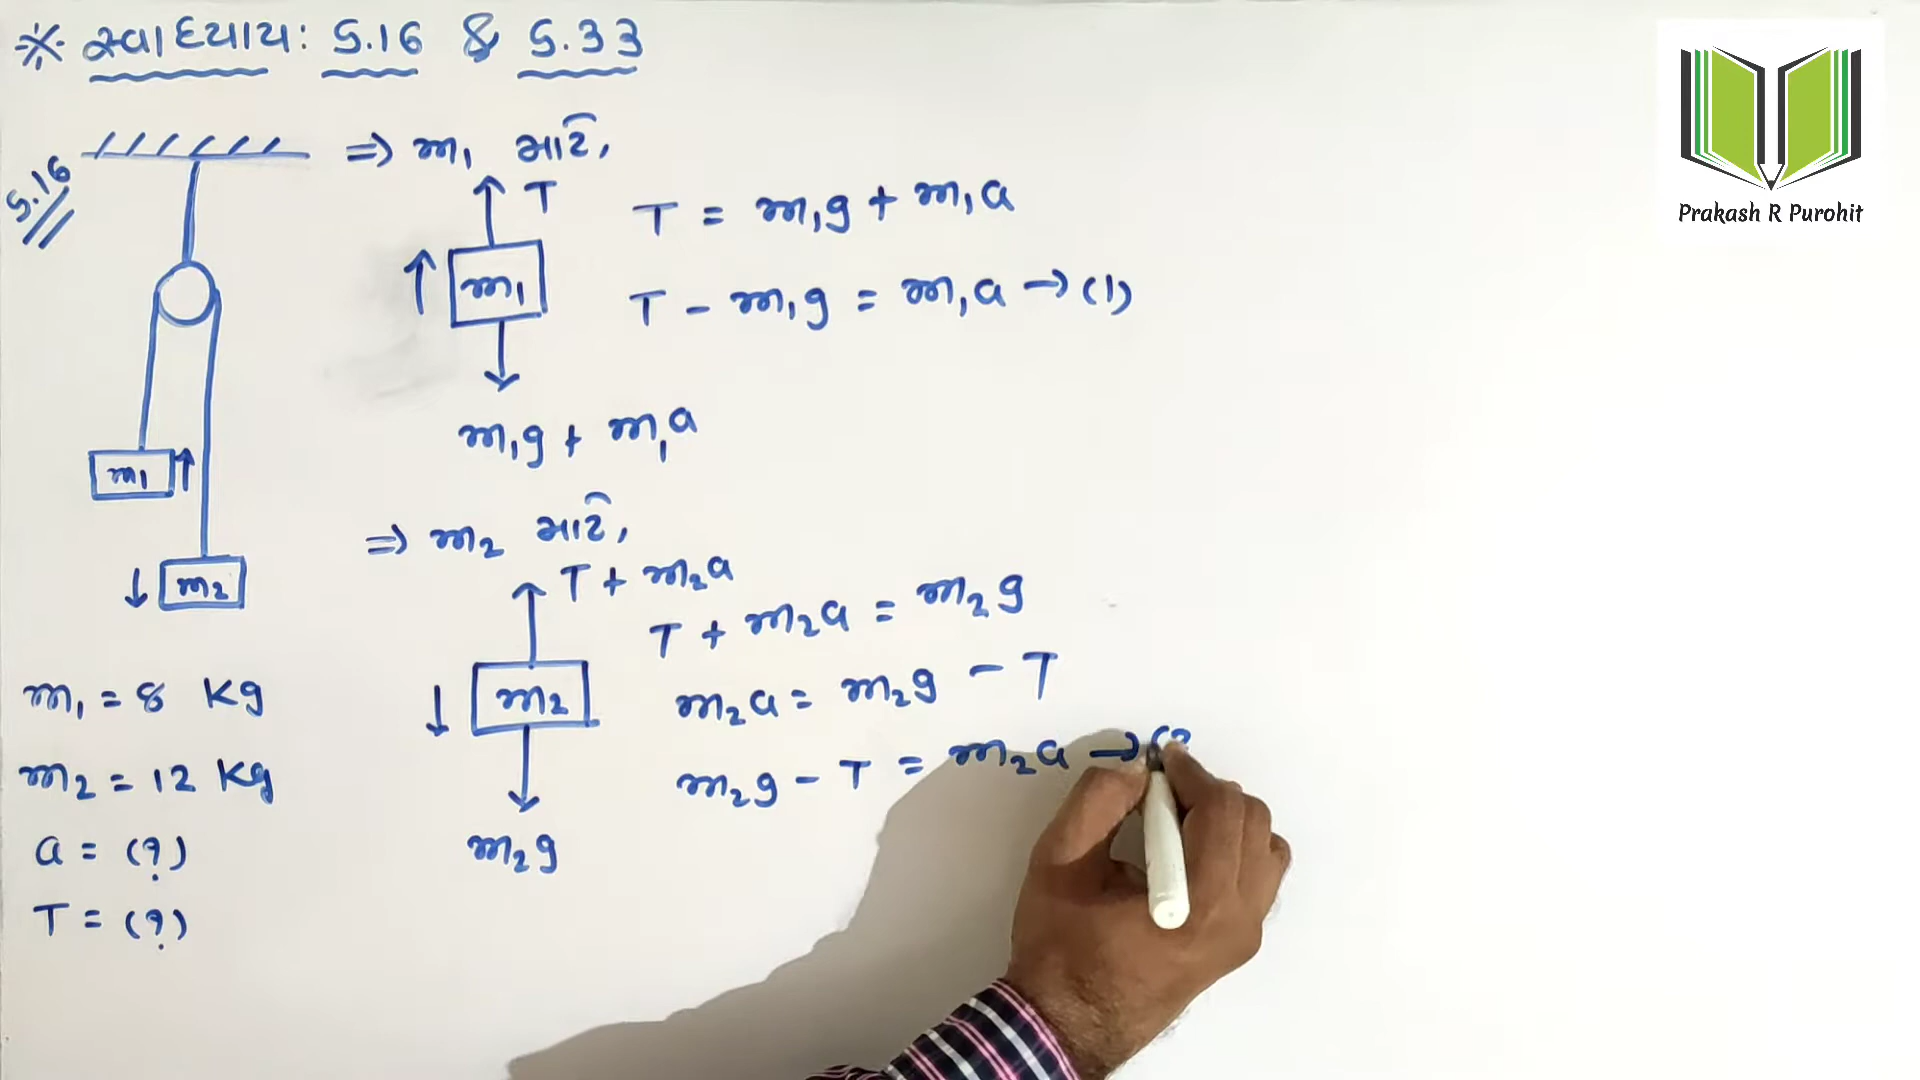 ※ સ્વાધ્યાય: 5.16 & 5.33
Prakash R Purohit
5.16
m₁
m₂
m₁ = 8 kg
m₂ = 12 kg
a = (?)
T = (?)
⇒ m₁ માટે,
T
m₁
m₁g + m₁a
T = m₁g + m₁a
T - m₁g = m₁a → (1)
⇒ m₂ માટે,
T + m₂a
m₂
m₂g
T + m₂a = m₂g
m₂a = m₂g - T
m₂g - T = m₂a →